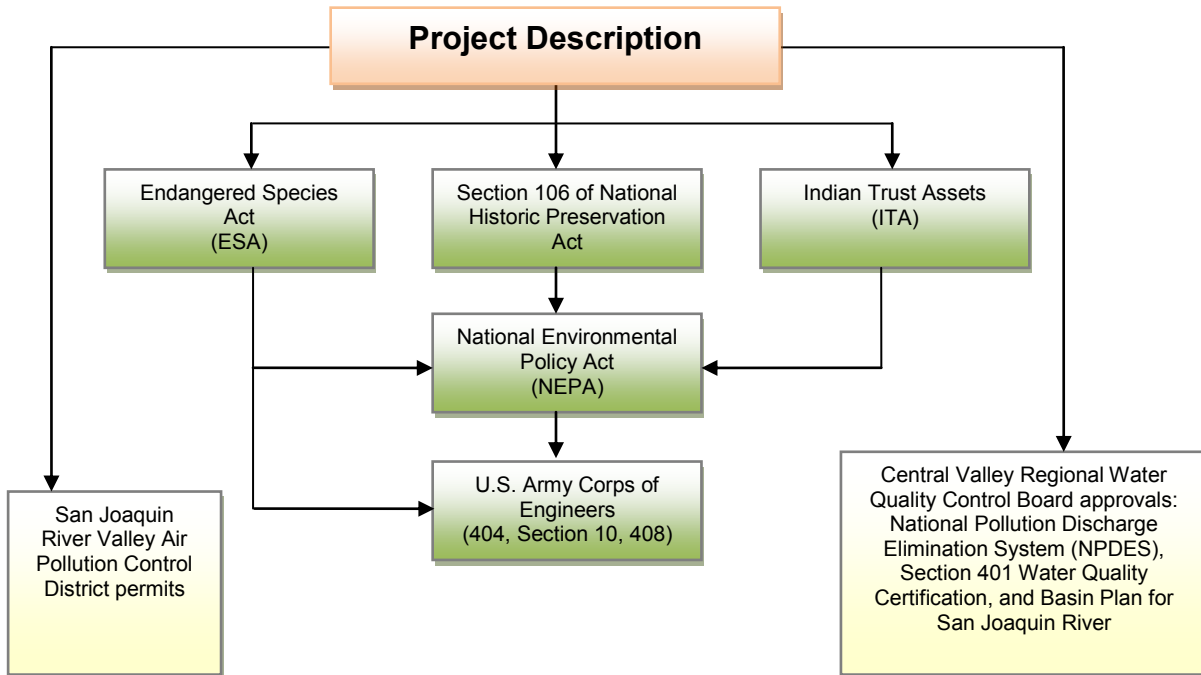 Project Description
Endangered Species
Act
(ESA)
Section 106 of National
Historic Preservation
Act
Indian Trust Assets
(ITA)
National Environmental
Policy Act
(NEPA)
U.S. Army Corps of
Engineers
(404, Section 10, 408)
San Joaquin
River Valley Air
Pollution Control
District permits
Central Valley Regional Water
Quality Control Board approvals:
National Pollution Discharge
Elimination System (NPDES),
Section 401 Water Quality
Certification, and Basin Plan for
San Joaquin River